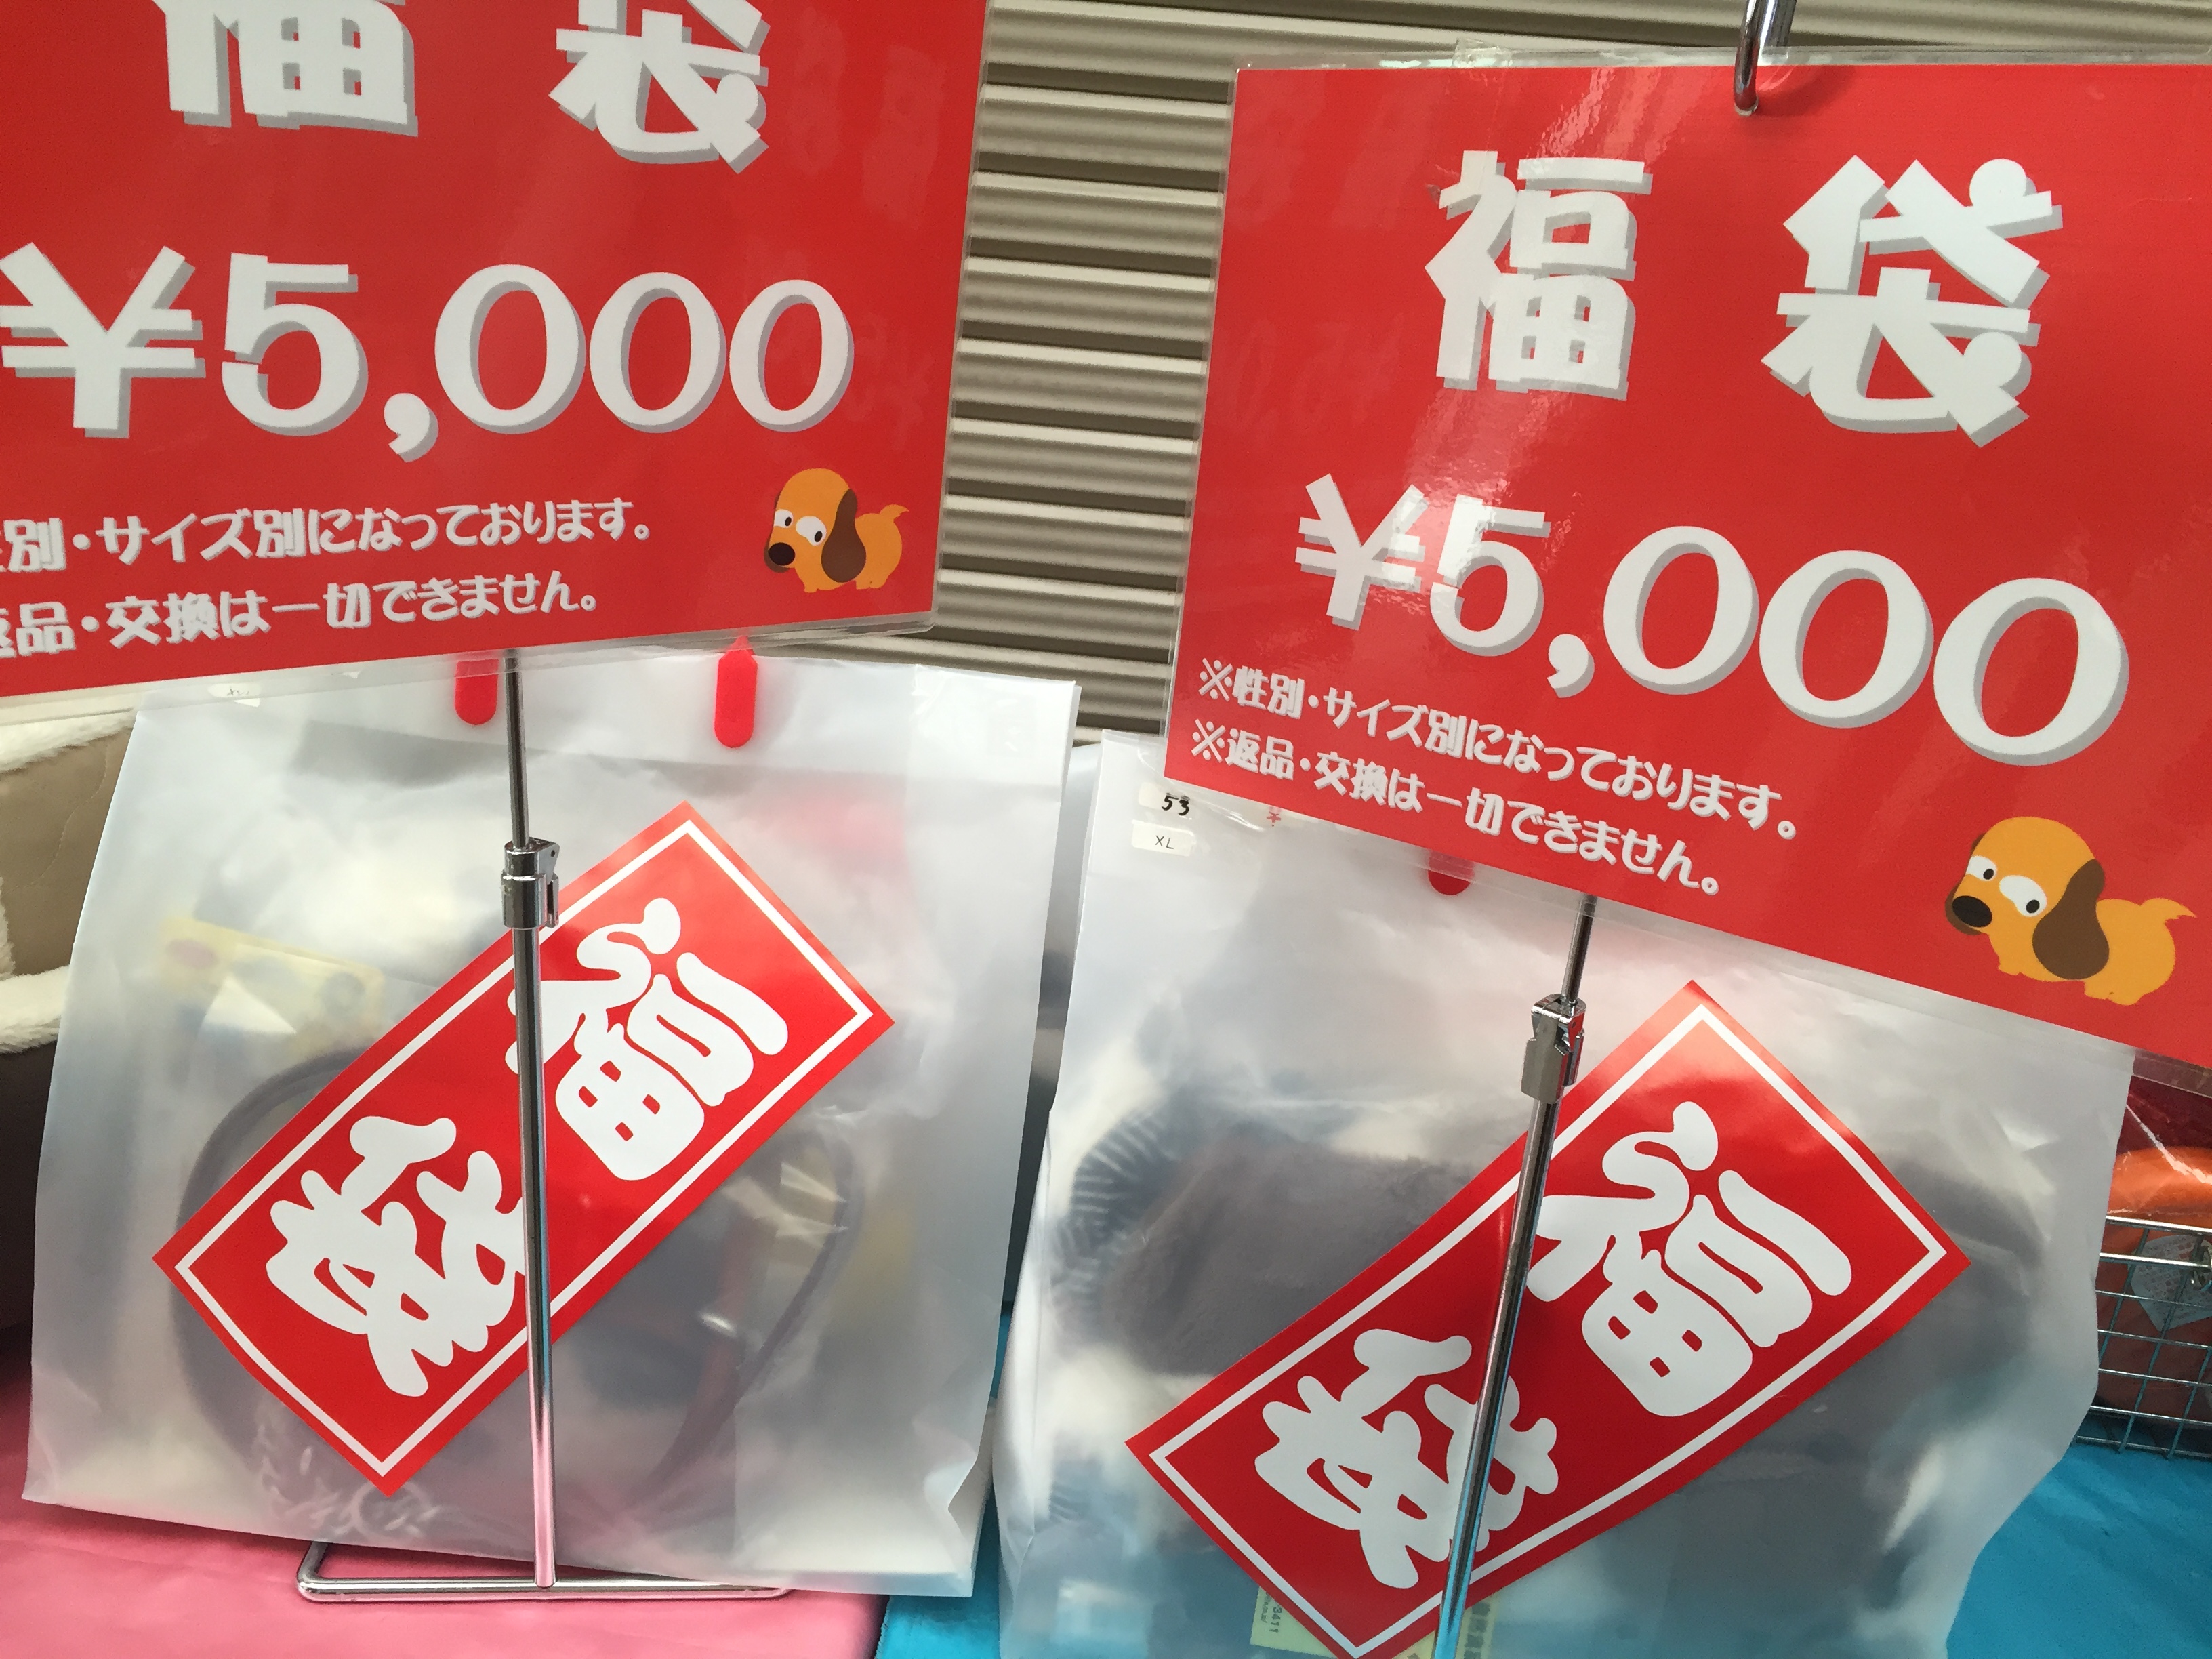 福袋
¥5,000
別・サイズ別になっております。
返品・交換は一切できません。
福袋
¥5,000
※性別・サイズ別になっております。
※返品・交換は一切できません。
福袋
53
XL
福袋
3411